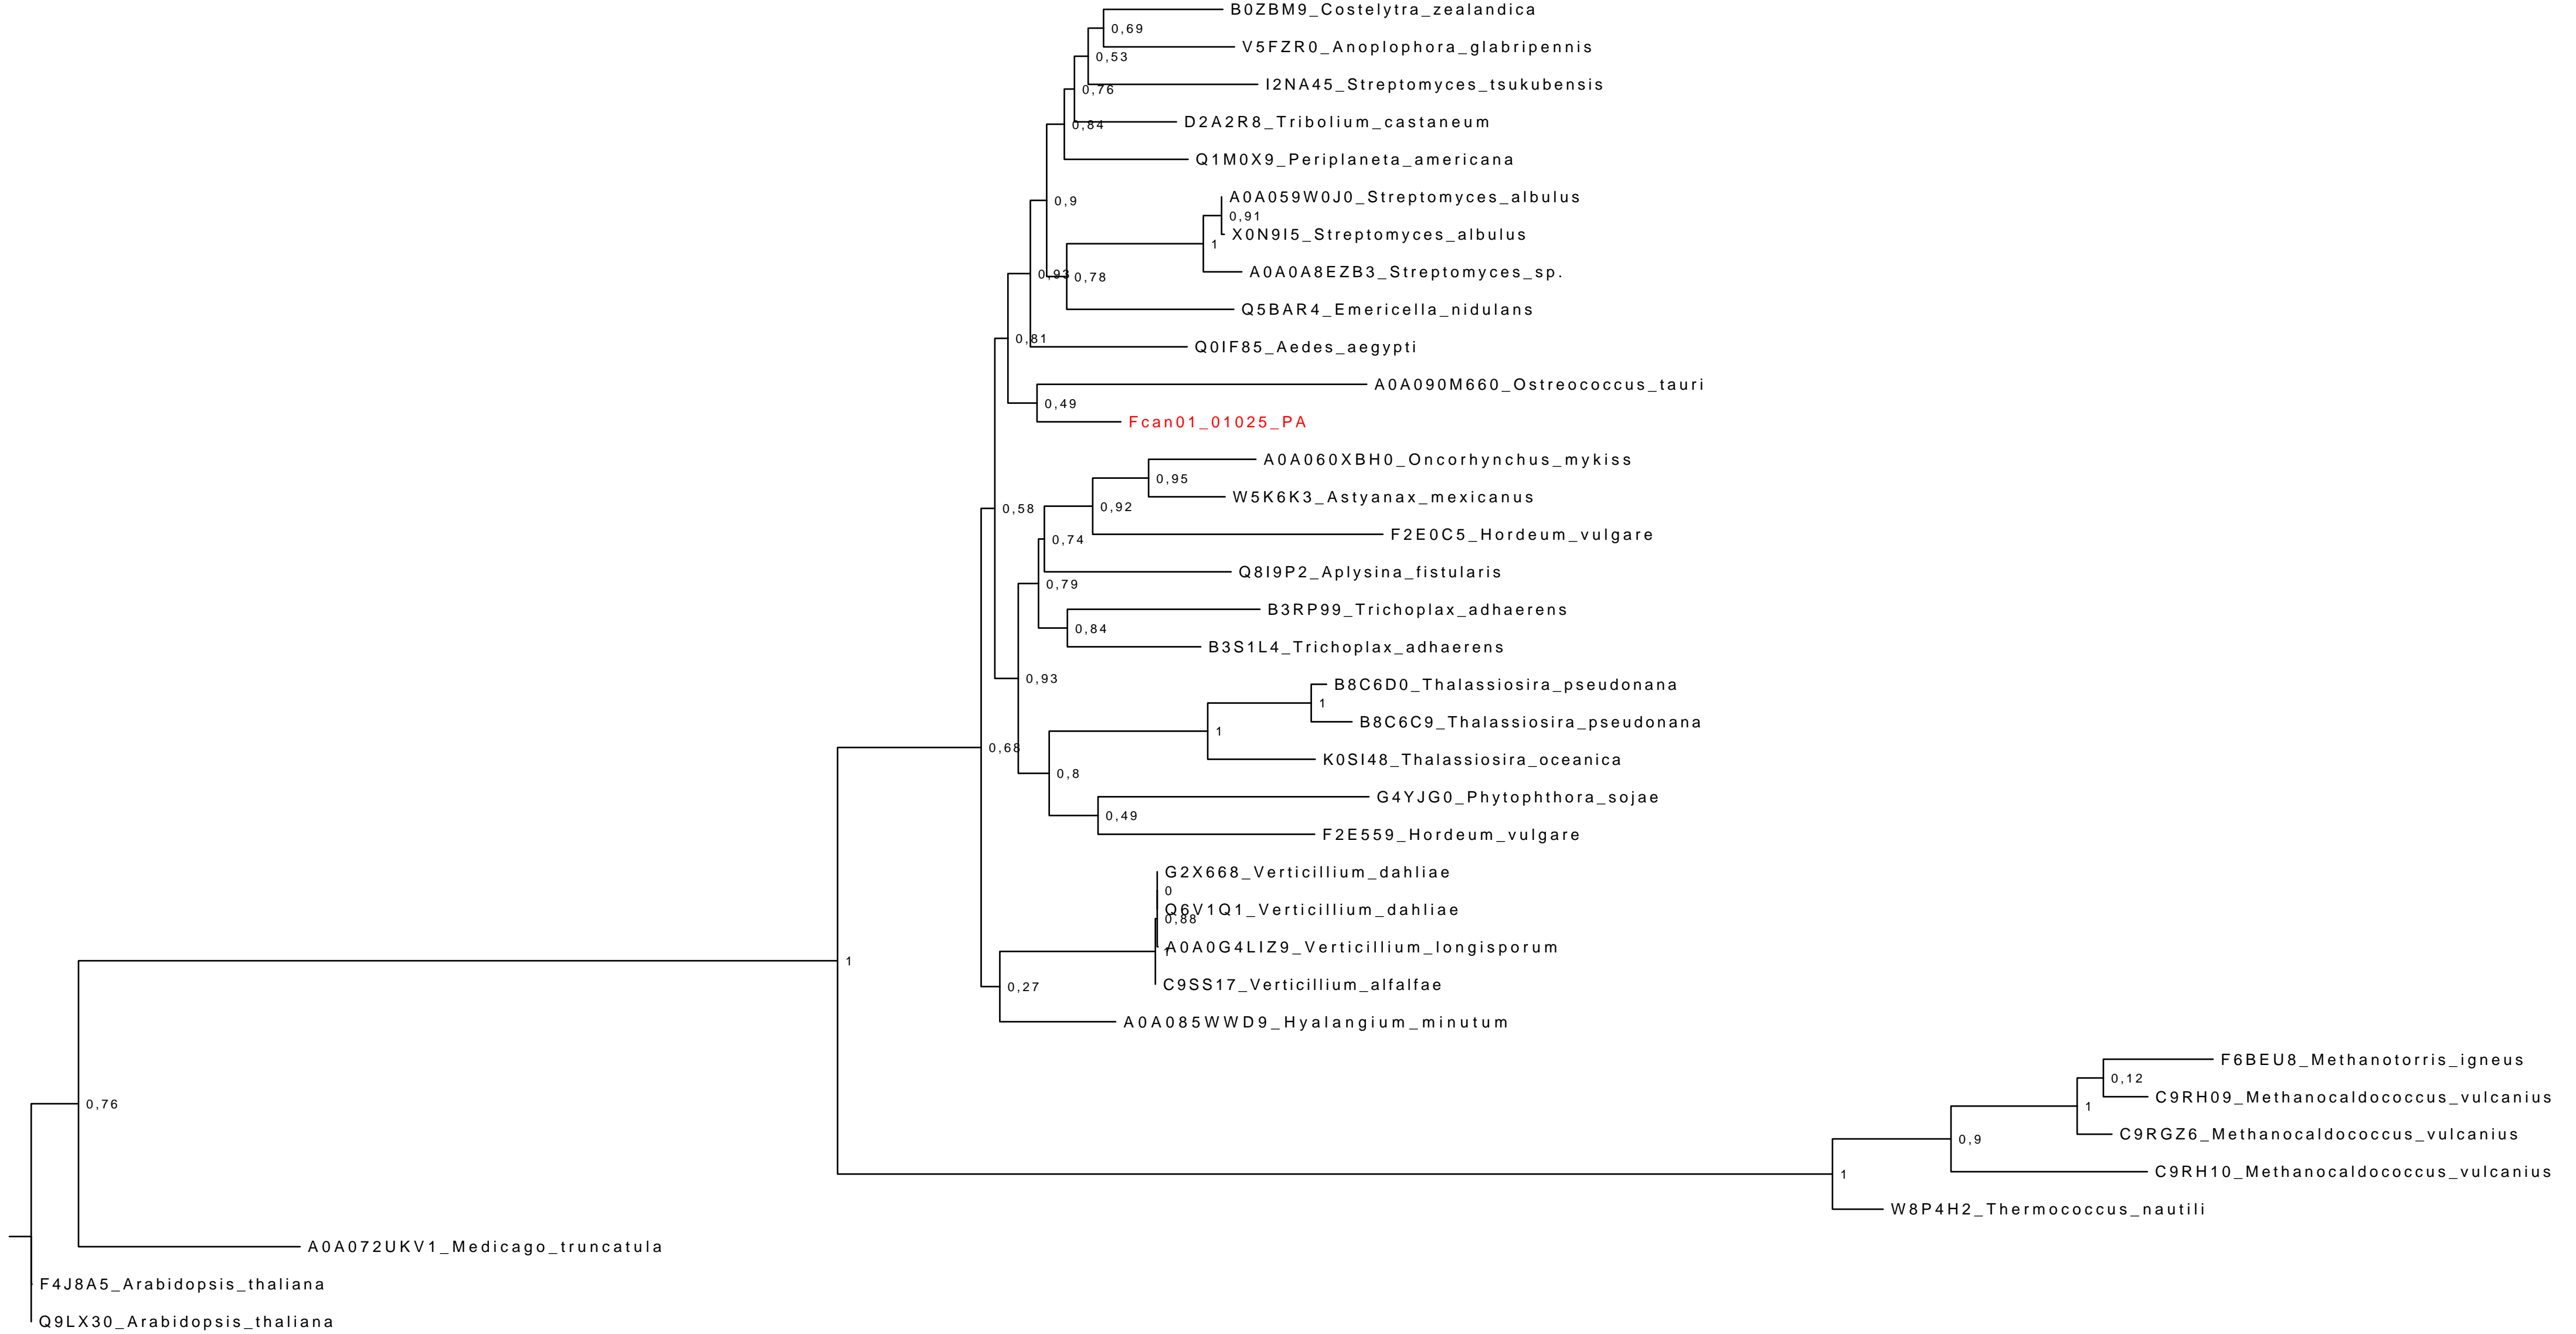 B0ZBM9_Costelytra_zealandica
0,69
V5FZR0_Anoplophora_glabripennis
0,53
I2NA45_Streptomyces_tsukubensis
0,76
D2A2R8_Tribolium_castaneum
0,84
Q1M0X9_Periplaneta_americana
A0A059W0J0_Streptomyces_albulus
0,9
0,91
X0N9I5_Streptomyces_albulus
1
A0A0A8EZB3_Streptomyces_sp.
0,93
0,78
Q5BAR4_Emericella_nidulans
0,81
Q0IF85_Aedes_aegypti
A0A090M660_Ostreococcus_tauri
0,49
Fcan01_01025_PA
A0A060XBH0_Oncorhynchus_mykiss
0,95
W5K6K3_Astyanax_mexicanus
0,58
0,92
F2E0C5_Hordeum_vulgare
0,74
Q8I9P2_Aplysina_fistularis
0,79
B3RP99_Trichoplax_adhaerens
0,84
B3S1L4_Trichoplax_adhaerens
0,93
B8C6D0_Thalassiosira_pseudonana
1
B8C6C9_Thalassiosira_pseudonana
1
0,68
K0SI48_Thalassiosira_oceanica
0,8
G4YJG0_Phytophthora_sojae
0,49
F2E559_Hordeum_vulgare
G2X668_Verticillium_dahliae
0
Q6V1Q1_Verticillium_dahliae
0,88
A0A0G4LIZ9_Verticillium_longisporum
1
1
C9SS17_Verticillium_alfalfae
0,27
A0A085WWD9_Hyalangium_minutum
F6BEU8_Methanotorris_igneus
0,12
C9RH09_Methanocaldococcus_vulcanius
0,76
1
C9RGZ6_Methanocaldococcus_vulcanius
0,9
C9RH10_Methanocaldococcus_vulcanius
1
W8P4H2_Thermococcus_nautili
A0A072UKV1_Medicago_truncatula
F4J8A5_Arabidopsis_thaliana
Q9LX30_Arabidopsis_thaliana